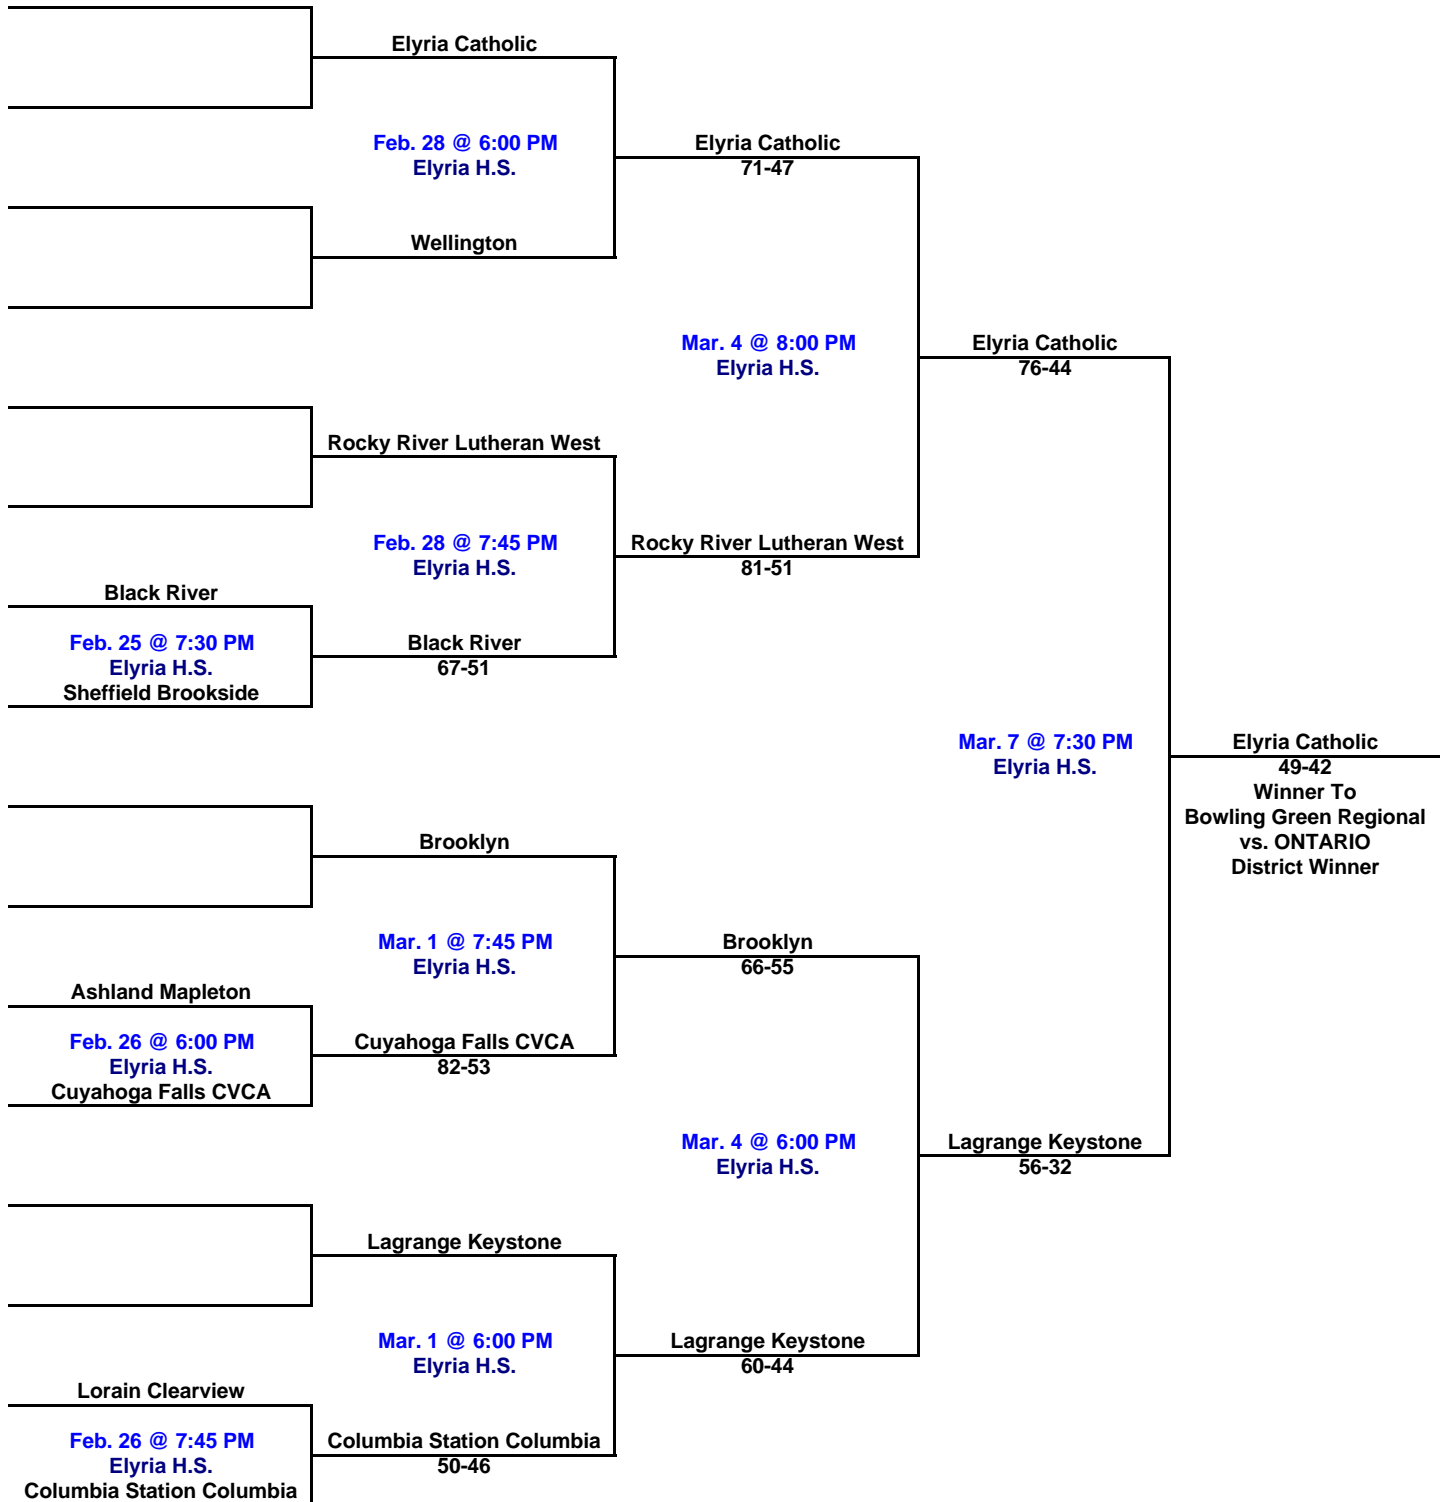 Elyria Catholic
Feb. 28 @ 6:00 PM
Elyria H.S.
Elyria Catholic
71-47
Wellington
Mar. 4 @ 8:00 PM
Elyria H.S.
Elyria Catholic
76-44
Rocky River Lutheran West
Feb. 28 @ 7:45 PM
Elyria H.S.
Rocky River Lutheran West
81-51
Black River
Feb. 25 @ 7:30 PM
Elyria H.S.
Sheffield Brookside
Black River
67-51
Mar. 7 @ 7:30 PM
Elyria H.S.
Elyria Catholic
49-42
Winner To
Bowling Green Regional
vs. ONTARIO
District Winner
Brooklyn
Mar. 1 @ 7:45 PM
Elyria H.S.
Brooklyn
66-55
Ashland Mapleton
Feb. 26 @ 6:00 PM
Elyria H.S.
Cuyahoga Falls CVCA
Cuyahoga Falls CVCA
82-53
Mar. 4 @ 6:00 PM
Elyria H.S.
Lagrange Keystone
56-32
Lagrange Keystone
Mar. 1 @ 6:00 PM
Elyria H.S.
Lagrange Keystone
60-44
Lorain Clearview
Feb. 26 @ 7:45 PM
Elyria H.S.
Columbia Station Columbia
Columbia Station Columbia
50-46